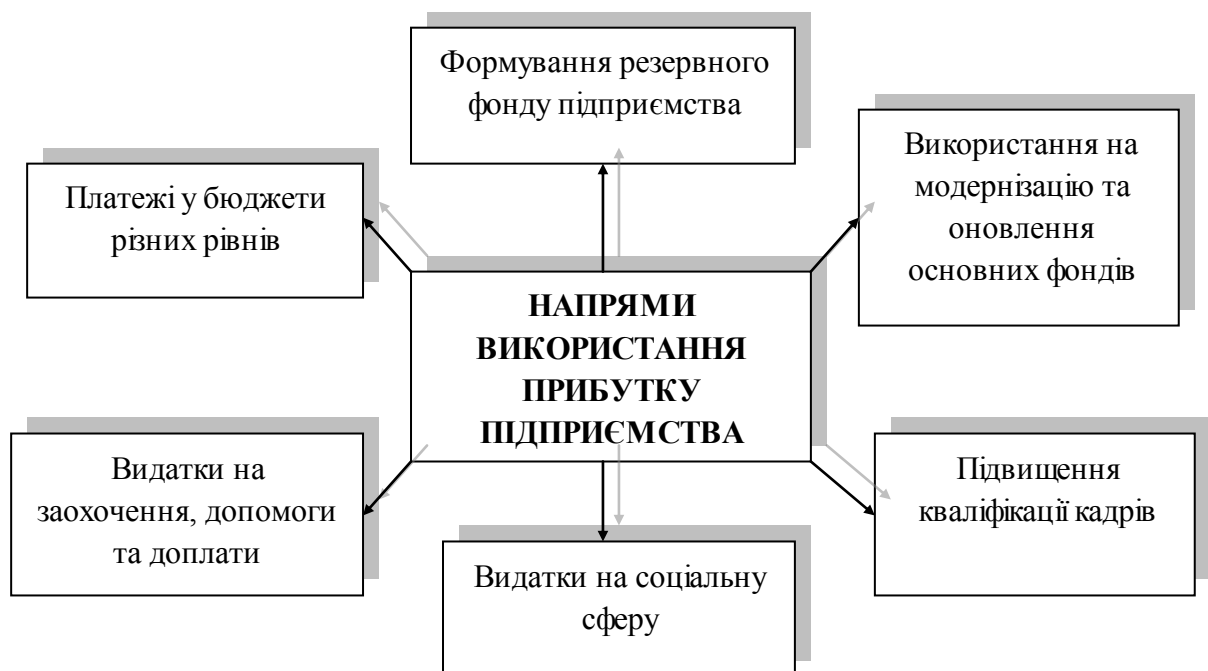 Формування резервного
фонду підприємства
Платежі у бюджети
різних рівнів
Використання на
модернізацію та
оновлення
основних фондів
НАПРЯМИ
ВИКОРИСТАННЯ
ПРИБУТКУ
ПІДПРИЄМСТВА
Видатки на
заохочення, допомоги
та доплати
Видатки на соціальну
сферу
Підвищення
кваліфікації кадрів